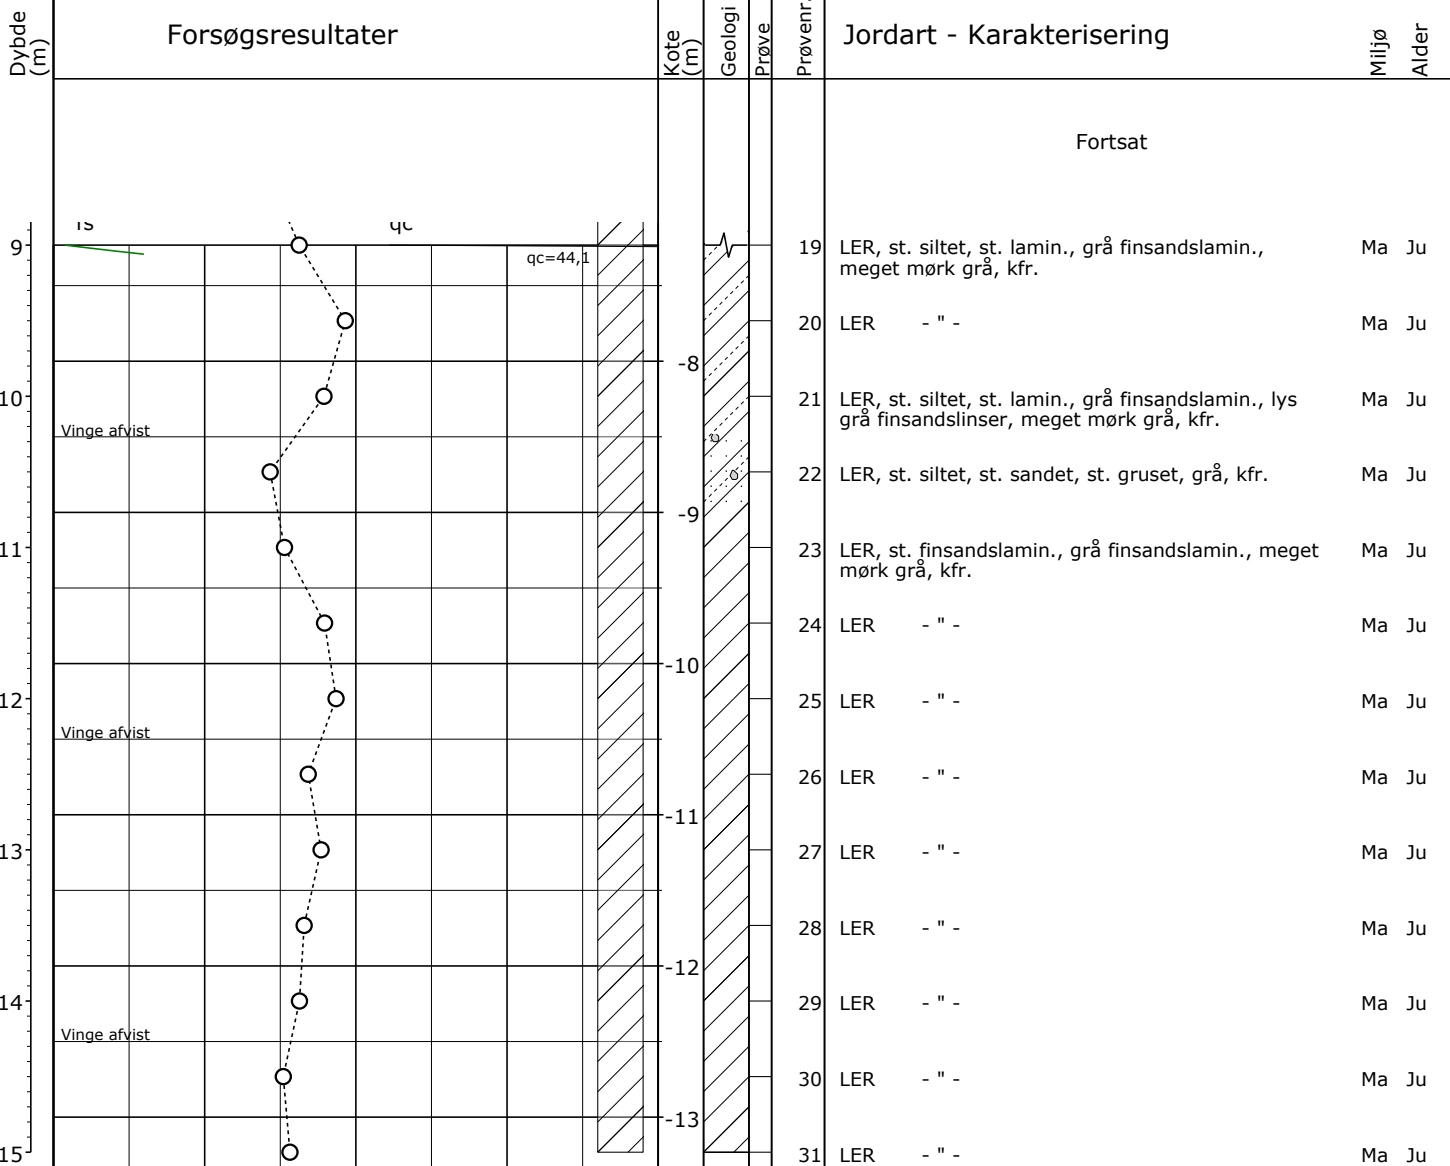 Dybde (m)
Forsøgsresultater
Kote (m)
Geologi
Prøve
Prøvenr.
Jordart - Karakterisering
Miljø
Alder
Fortsat
fs
qc
9
qc=44,1
19 LER, st. siltet, st. lamin., grå finsandslamin., Ma Ju
meget mørk grå, kfr.
20 LER - " - Ma Ju
-8
10
21 LER, st. siltet, st. lamin., grå finsandslamin., lys Ma Ju
grå finsandslinser, meget mørk grå, kfr.
Vinge afvist
22 LER, st. siltet, st. sandet, st. gruset, grå, kfr. Ma Ju
-9
11
23 LER, st. finsandslamin., grå finsandslamin., meget Ma Ju
mørk grå, kfr.
24 LER - " - Ma Ju
-10
12
25 LER - " - Ma Ju
Vinge afvist
26 LER - " - Ma Ju
-11
13
27 LER - " - Ma Ju
28 LER - " - Ma Ju
-12
14
29 LER - " - Ma Ju
Vinge afvist
30 LER - " - Ma Ju
-13
15
31 LER - " - Ma Ju